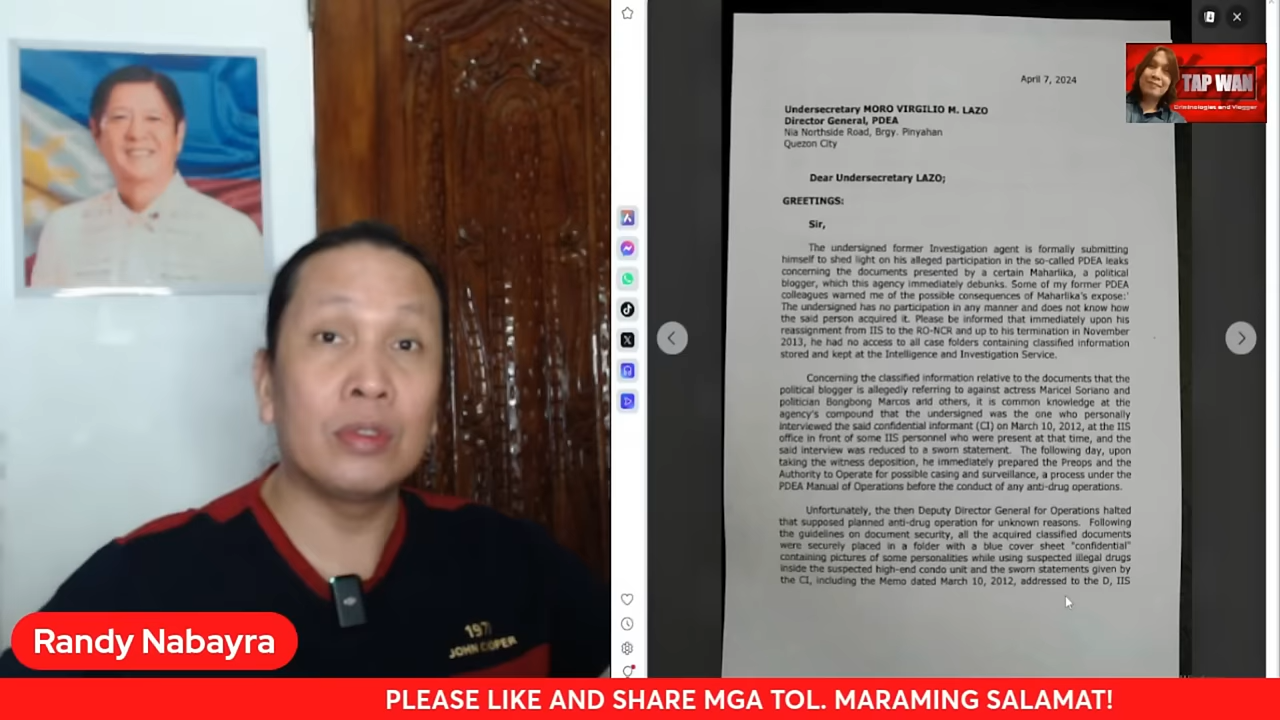 April 7, 2024
TAP WAN
Criminologies and Vlogger
Undersecretary MORO VIRGILIO M. LAZO
Director General, PDEA
Nia Northside Road, Brgy. Pinyahan
Quezon City
Dear Undersecretary LAZO;
GREETINGS:
Sir,
The undersigned former Investigation agent is formally submitting
himself to shed light on his alleged participation in the so-called PDEA leaks
concerning the documents presented by a certain Maharlika, a political
blogger, which this agency immediately debunks. Some of my former PDEA
colleagues warned me of the possible consequences of Maharlika's expose:'
The undersigned has no participation in any manner and does not know how
the said person acquired it. Please be informed that immediately upon his
reassignment from IIS to the RO-NCR and up to his termination in November
2013, he had no access to all case folders containing classified information
stored and kept at the Intelligence and Investigation Service.
Concerning the classified information relative to the documents that the
political blogger is allegedly referring to against actress Maricel Soriano and
politician Bongbong Marcos and others, it is common knowledge at the
agency's compound that the undersigned was the one who personally
interviewed the said confidential informant (CI) on March 10, 2012, at the IIS
office in front of some IIS personnel who were present at that time, and the
said interview was reduced to a sworn statement. The following day, upon
taking the witness deposition, he immediately prepared the Preops and the
Authority to Operate for possible casing and surveillance, a process under the
PDEA Manual of Operations before the conduct of any anti-drug operations.
Unfortunately, the then Deputy Director General for Operations halted
that supposed planned anti-drug operation for unknown reasons. Following
the guidelines on document security, all the acquired classified documents
were securely placed in a folder with a blue cover sheet "confidential"
containing pictures of some personalities while using suspected illegal drugs
inside the suspected high-end condo unit and the sworn statements given by
the CI, including the Memo dated March 10, 2012, addressed to the D, IIS
JOHN COPER
Randy Nabayra
PLEASE LIKE AND SHARE MGA TOL. MARAMING SALAMAT!